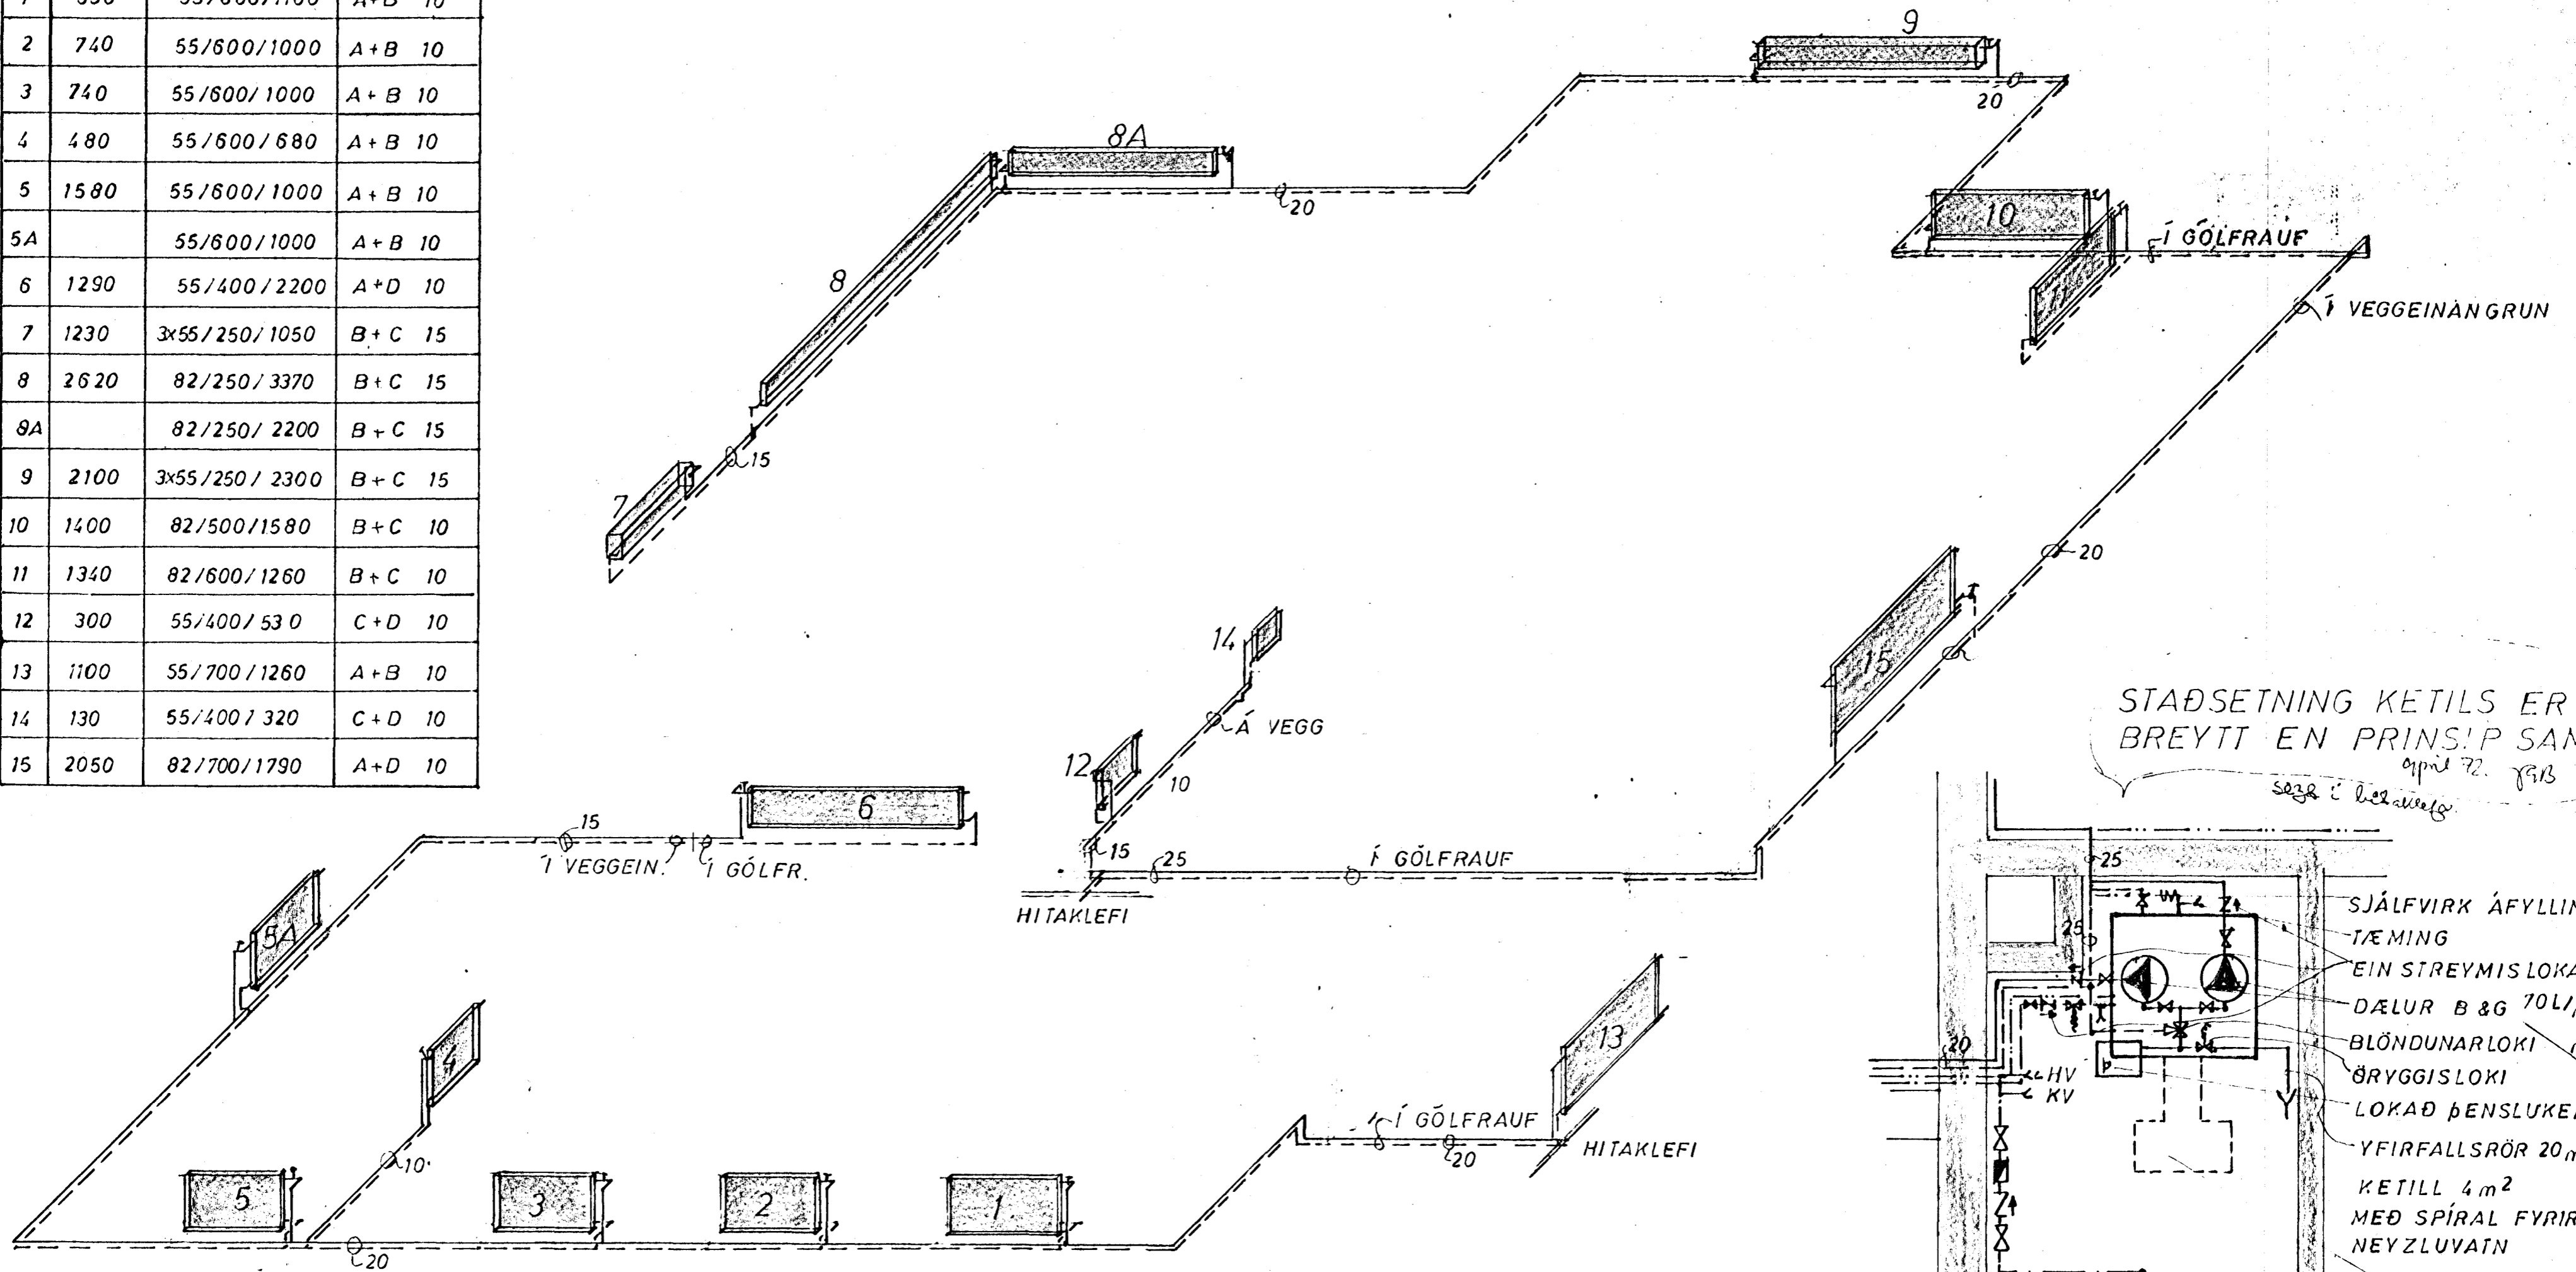 A+B 10
2 740 55/600/1000 A+B 10
3 740 55/600/1000 A+B 10
4 480 55/600/680 A+B 10
5 1580 55/600/1000 A+B 10
5A 55/600/1000 A+B 10
6 1290 55/400/2200 A+D 10
7 1230 3x55/250/1050 B+C 15
8 2620 82/250/3370 B+C 15
8A 82/250/2200 B+C 15
9 2100 3x55/250/2300 B+C 15
10 1400 82/500/1580 B+C 10
11 1340 82/600/1260 B+C 10
12 300 55/400/530 C+D 10
13 1100 55/700/1260 A+B 10
14 130 55/400/320 C+D 10
15 2050 82/700/1790 A+D 10
9
20
8A
20
8
10
Í GÓLFRAUF
11
Í VEGGEINANGRUN
15
7
20
14
15
Á VEGG
12
10
6
15
Í VEGGEIN. Í GÓLFR.
15
25
Í GÓLFRAUF
HITAKLEFI
5A
4
13
10
Í GÓLFRAUF
20
HITAKLEFI
5
3
2
1
20
STAÐSETNING KETILS ER
BREYTT EN PRINSIP
apríl 72.
25
25
SJÁLFVIRK
TÆMING
EINSTREYMISLOKA
DÆLUR B&G
BLÖNDUNARLOKI
ÖRYGGISLOKI
LOKAÐ
YFIRFALLSRÖR 20
KETILL 4m²
MEÐ SPÍRAL FYRIR
NEYZLUVATN
20
HV
KV
Þ